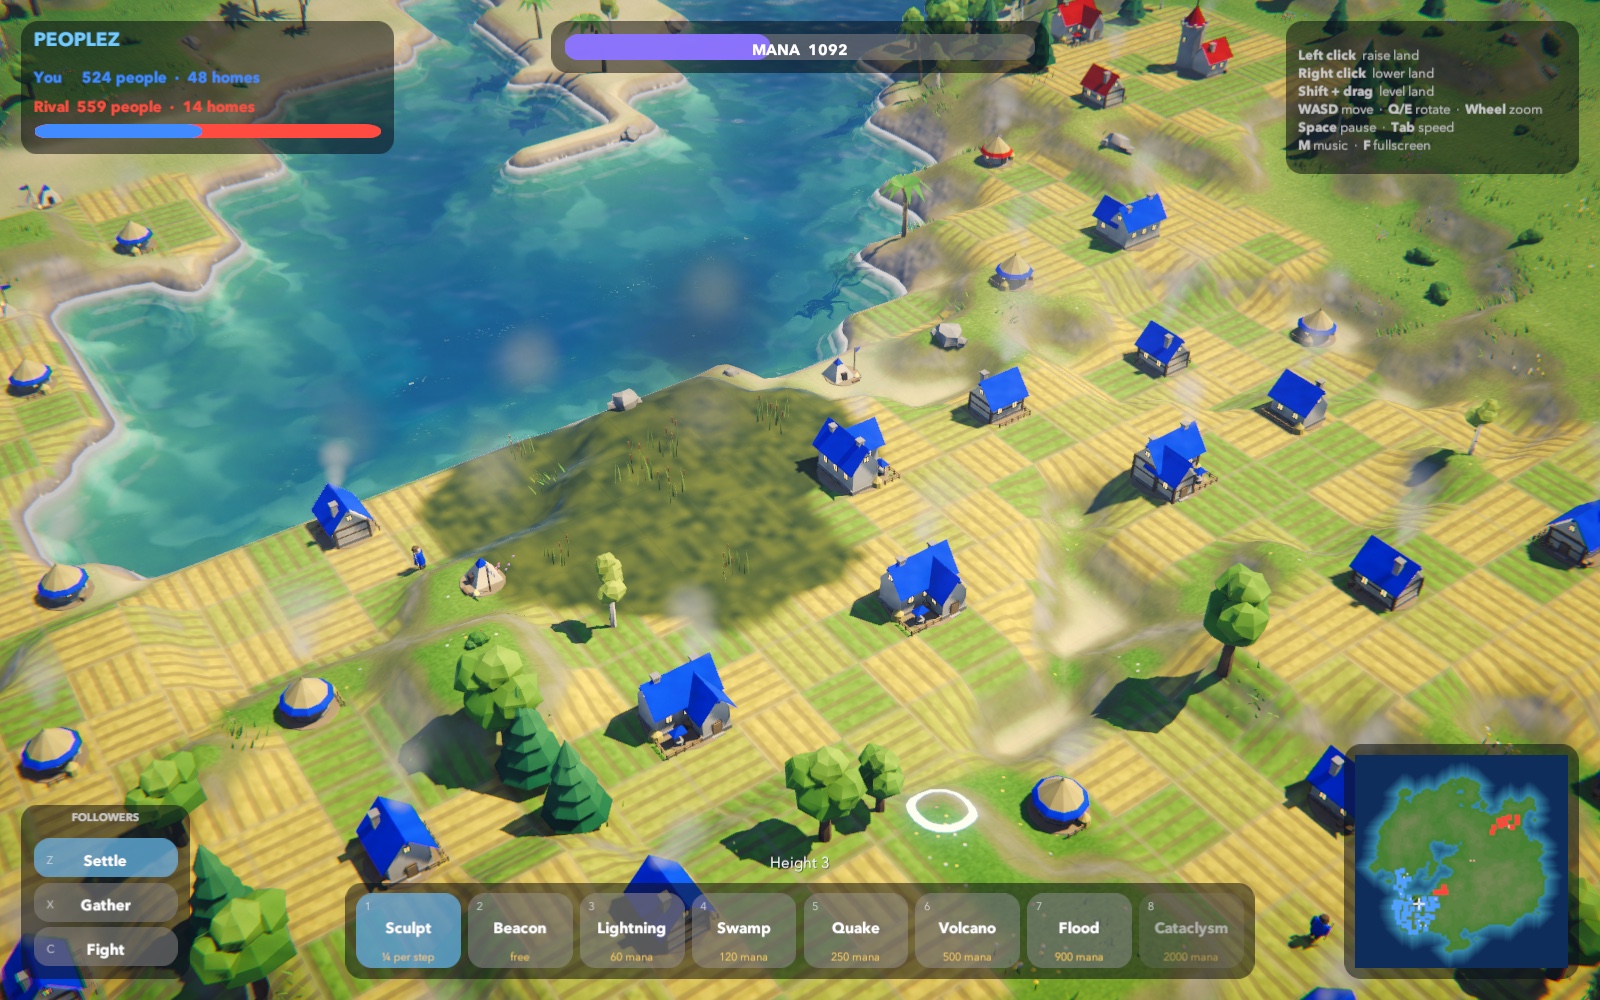 PEOPLEZ
You 524 people · 48 homes
Rival 559 people · 14 homes
MANA 1092
Left click raise land
Right click lower land
Shift + drag level land
WASD move · Q/E rotate · Wheel zoom
Space pause · Tab speed
M music · F fullscreen
FOLLOWERS
Z Settle
X Gather
C Fight
Height 3
1 Sculpt ¼ per step
2 Beacon free
3 Lightning 60 mana
4 Swamp 120 mana
5 Quake 250 mana
6 Volcano 500 mana
7 Flood 900 mana
8 Cataclysm 2000 mana